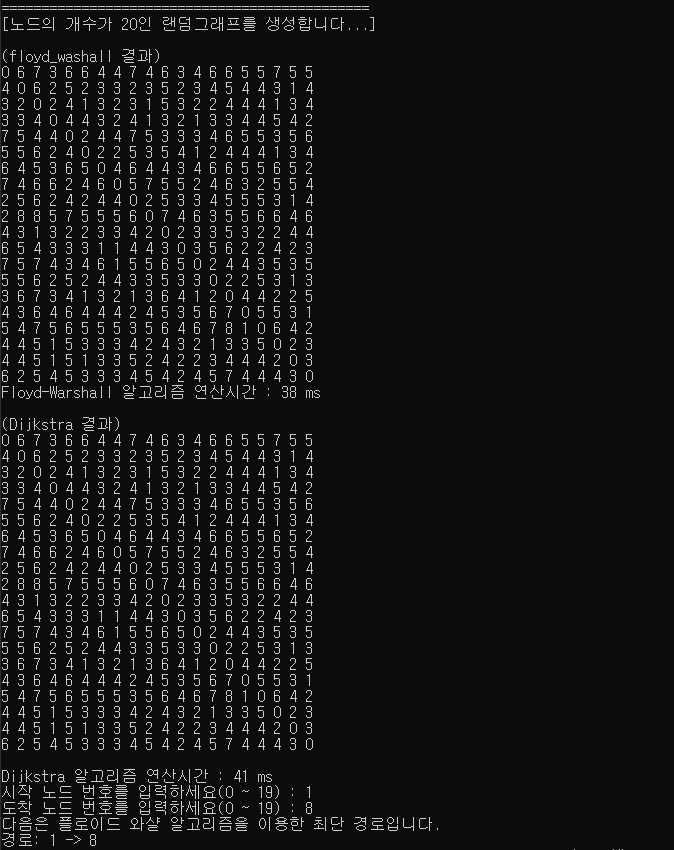 ==============================================
[노드의 개수가 20인 랜덤그래프를 생성합니다...]
(floyd_washall 결과)
0 6 7 3 6 6 4 4 7 4 6 3 4 6 6 5 5 7 5 5
4 0 6 2 5 2 3 3 2 3 5 2 3 4 5 4 4 3 1 4
3 2 0 2 4 1 3 2 3 1 5 3 2 2 4 4 4 1 3 4
3 3 4 0 4 4 3 2 4 1 3 2 1 3 3 4 4 5 4 2
7 5 4 4 0 2 4 4 7 5 3 3 3 4 6 5 5 3 5 6
5 5 6 2 4 0 2 2 5 3 5 4 1 2 4 4 4 1 3 4
6 4 5 3 6 5 0 4 6 4 4 3 4 6 6 5 5 6 5 2
7 4 6 6 2 4 6 0 5 7 5 5 2 4 6 3 2 5 5 4
2 5 6 2 4 2 4 4 0 2 5 3 3 4 5 5 5 3 1 4
2 8 8 5 7 5 5 5 6 0 7 4 6 3 5 5 6 6 4 6
4 3 1 3 2 2 3 3 4 2 0 2 3 3 5 3 2 2 4 4
6 5 4 3 3 3 1 1 4 4 3 0 3 5 6 2 2 4 2 3
7 5 7 4 3 4 6 1 5 5 6 5 0 2 4 4 3 5 3 5
5 5 6 2 5 2 4 4 3 3 5 3 3 0 2 2 5 3 1 3
3 6 7 3 4 1 3 2 1 3 6 4 1 2 0 4 4 2 2 5
4 3 6 4 6 4 4 4 2 4 5 3 5 6 7 0 5 5 3 1
5 4 7 5 6 5 5 5 3 5 6 4 6 7 8 1 0 6 4 2
4 4 5 1 5 3 3 3 4 2 4 3 2 1 3 3 5 0 2 3
4 4 5 1 5 1 3 3 5 2 4 2 2 3 4 4 4 2 0 3
6 2 5 4 5 3 3 3 4 5 4 2 4 5 7 4 4 4 3 0
Floyd-Warshall 알고리즘 연산시간 : 38 ms
(Dijkstra 결과)
0 6 7 3 6 6 4 4 7 4 6 3 4 6 6 5 5 7 5 5
4 0 6 2 5 2 3 3 2 3 5 2 3 4 5 4 4 3 1 4
3 2 0 2 4 1 3 2 3 1 5 3 2 2 4 4 4 1 3 4
3 3 4 0 4 4 3 2 4 1 3 2 1 3 3 4 4 5 4 2
7 5 4 4 0 2 4 4 7 5 3 3 3 4 6 5 5 3 5 6
5 5 6 2 4 0 2 2 5 3 5 4 1 2 4 4 4 1 3 4
6 4 5 3 6 5 0 4 6 4 4 3 4 6 6 5 5 6 5 2
7 4 6 6 2 4 6 0 5 7 5 5 2 4 6 3 2 5 5 4
2 5 6 2 4 2 4 4 0 2 5 3 3 4 5 5 5 3 1 4
2 8 8 5 7 5 5 5 6 0 7 4 6 3 5 5 6 6 4 6
4 3 1 3 2 2 3 3 4 2 0 2 3 3 5 3 2 2 4 4
6 5 4 3 3 3 1 1 4 4 3 0 3 5 6 2 2 4 2 3
7 5 7 4 3 4 6 1 5 5 6 5 0 2 4 4 3 5 3 5
5 5 6 2 5 2 4 4 3 3 5 3 3 0 2 2 5 3 1 3
3 6 7 3 4 1 3 2 1 3 6 4 1 2 0 4 4 2 2 5
4 3 6 4 6 4 4 4 2 4 5 3 5 6 7 0 5 5 3 1
5 4 7 5 6 5 5 5 3 5 6 4 6 7 8 1 0 6 4 2
4 4 5 1 5 3 3 3 4 2 4 3 2 1 3 3 5 0 2 3
4 4 5 1 5 1 3 3 5 2 4 2 2 3 4 4 4 2 0 3
6 2 5 4 5 3 3 3 4 5 4 2 4 5 7 4 4 4 3 0
Dijkstra 알고리즘 연산시간 : 41 ms
시작 노드 번호를 입력하세요(0 ~ 19) : 1
도착 노드 번호를 입력하세요(0 ~ 19) : 8
다음은 플로이드 와샬 알고리즘을 이용한 최단 경로입니다.
경로: 1 -> 8